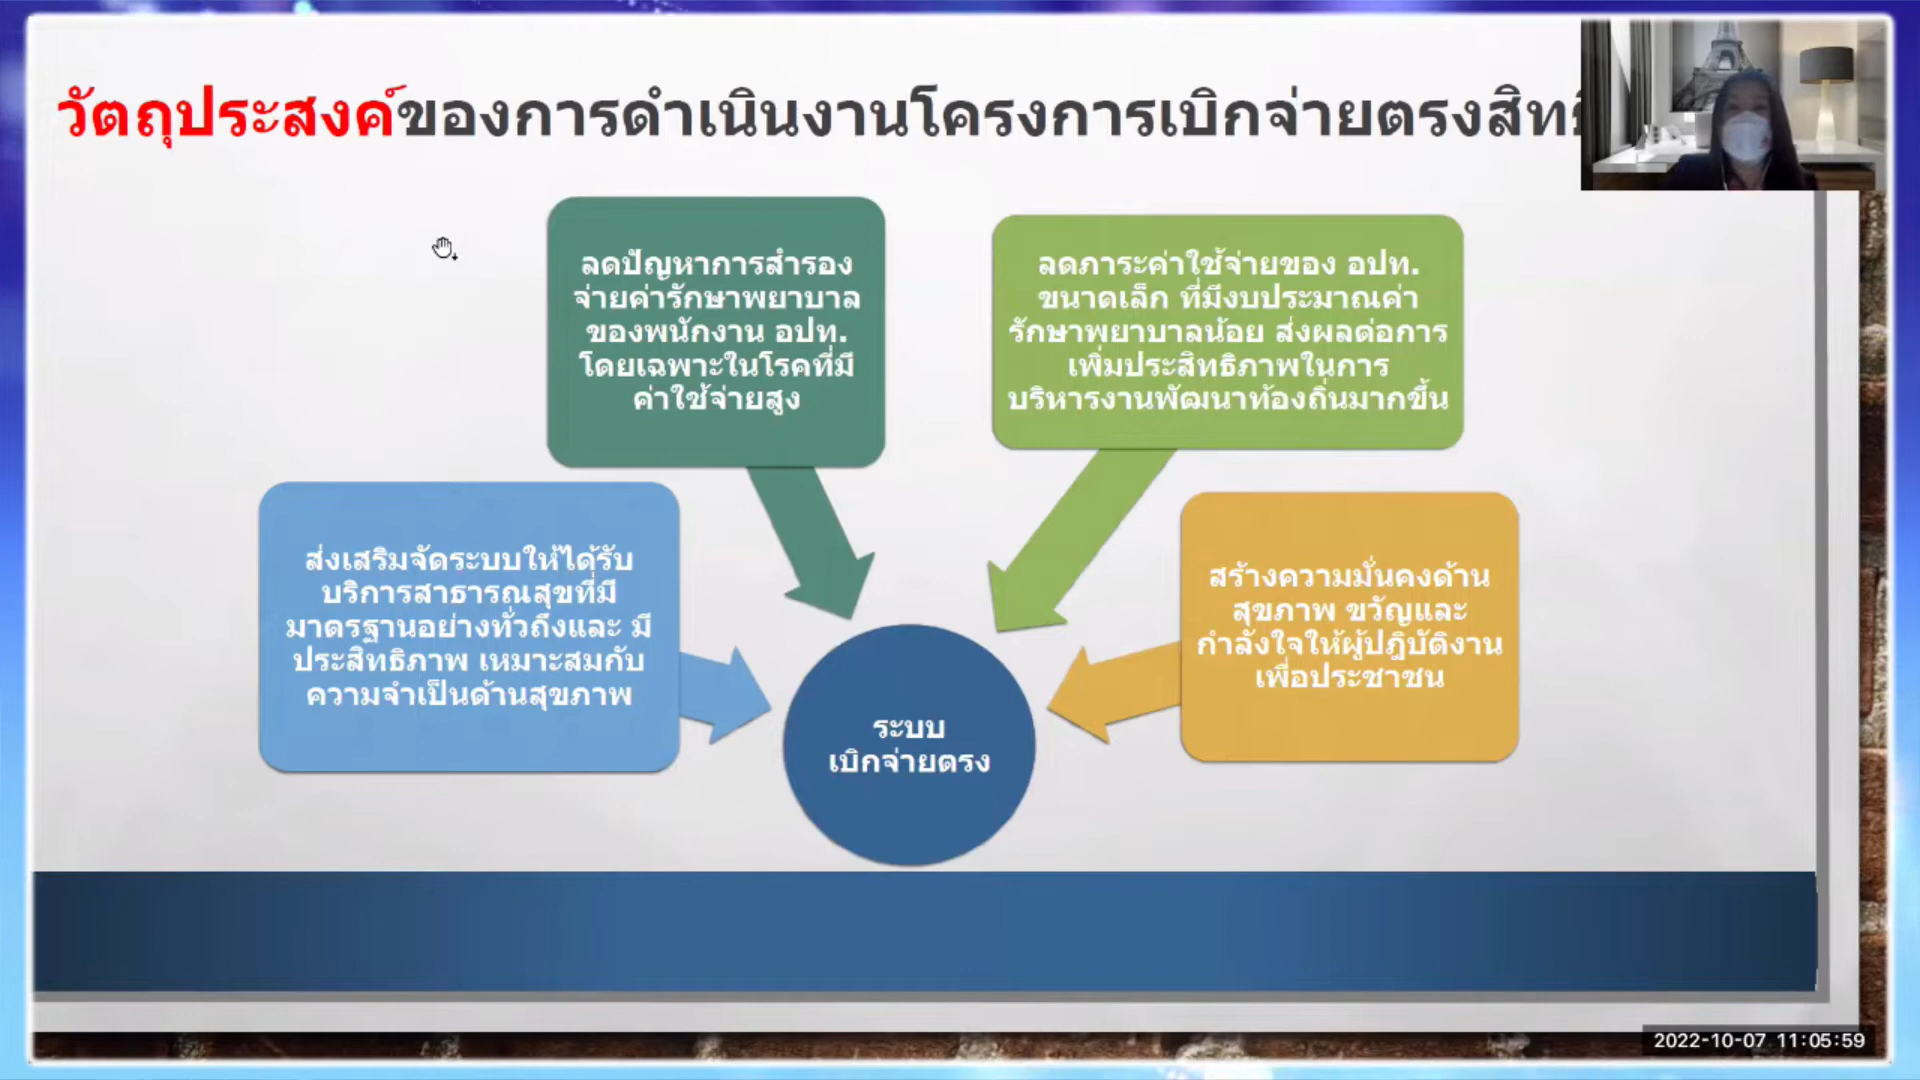 วัตถุประสงค์ของการดำเนินงานโครงการเบิกจ่ายตรง
ลดปัญหาการสำรอง
จ่ายค่ารักษาพยาบาล
ของพนักงาน อปท.
โดยเฉพาะในโรคที่มี
ค่าใช้จ่ายสูง
ลดภาระค่าใช้จ่ายของ อปท.
ขนาดเล็ก ที่มีงบประมาณค่า
รักษาพยาบาลน้อย ส่งผลต่อการ
เพิ่มประสิทธิภาพในการ
บริหารงานพัฒนาท้องถิ่นมากขึ้น
ส่งเสริมจัดระบบให้ได้รับ
บริการสาธารณสุขที่มี
มาตรฐานอย่างทั่วถึงและ มี
ประสิทธิภาพ เหมาะสมกับ
ความจำเป็นด้านสุขภาพ
สร้างความมั่นคงด้าน
สุขภาพ ขวัญและ
กำลังใจให้ผู้ปฎิบัติงาน
เพื่อประชาชน
ระบบ
เบิกจ่ายตรง
2022-10-07 11:05:59